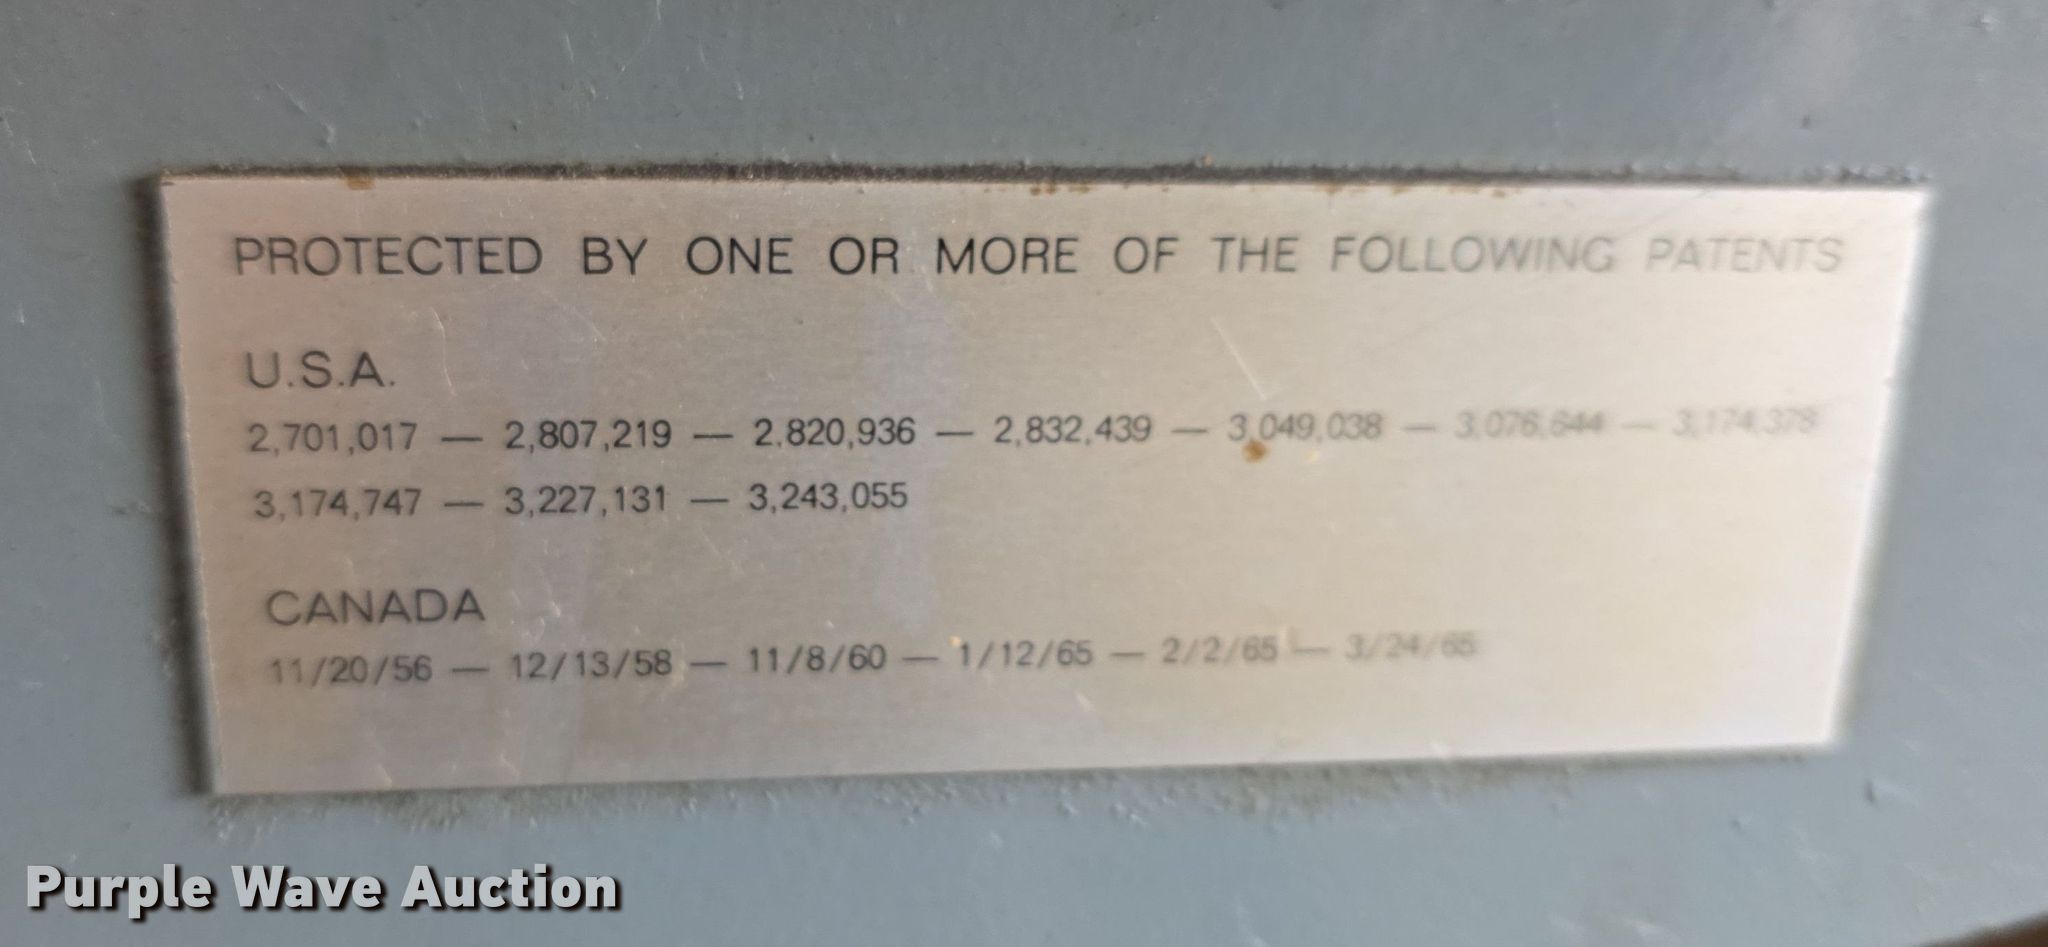 PROTECTED BY ONE OR MORE OF THE FOLLOWING PATENTS
U.S.A.
2,701,017 — 2,807,219 — 2,820,936 — 2,832,439 — 3,049,038 — 3,076,644 — 3,174,378
3,174,747 — 3,227,131 — 3,243,055
CANADA
11/20/56 — 12/13/58 — 11/8/60 — 1/12/65 — 2/2/65 — 3/24/65
Purple Wave Auction